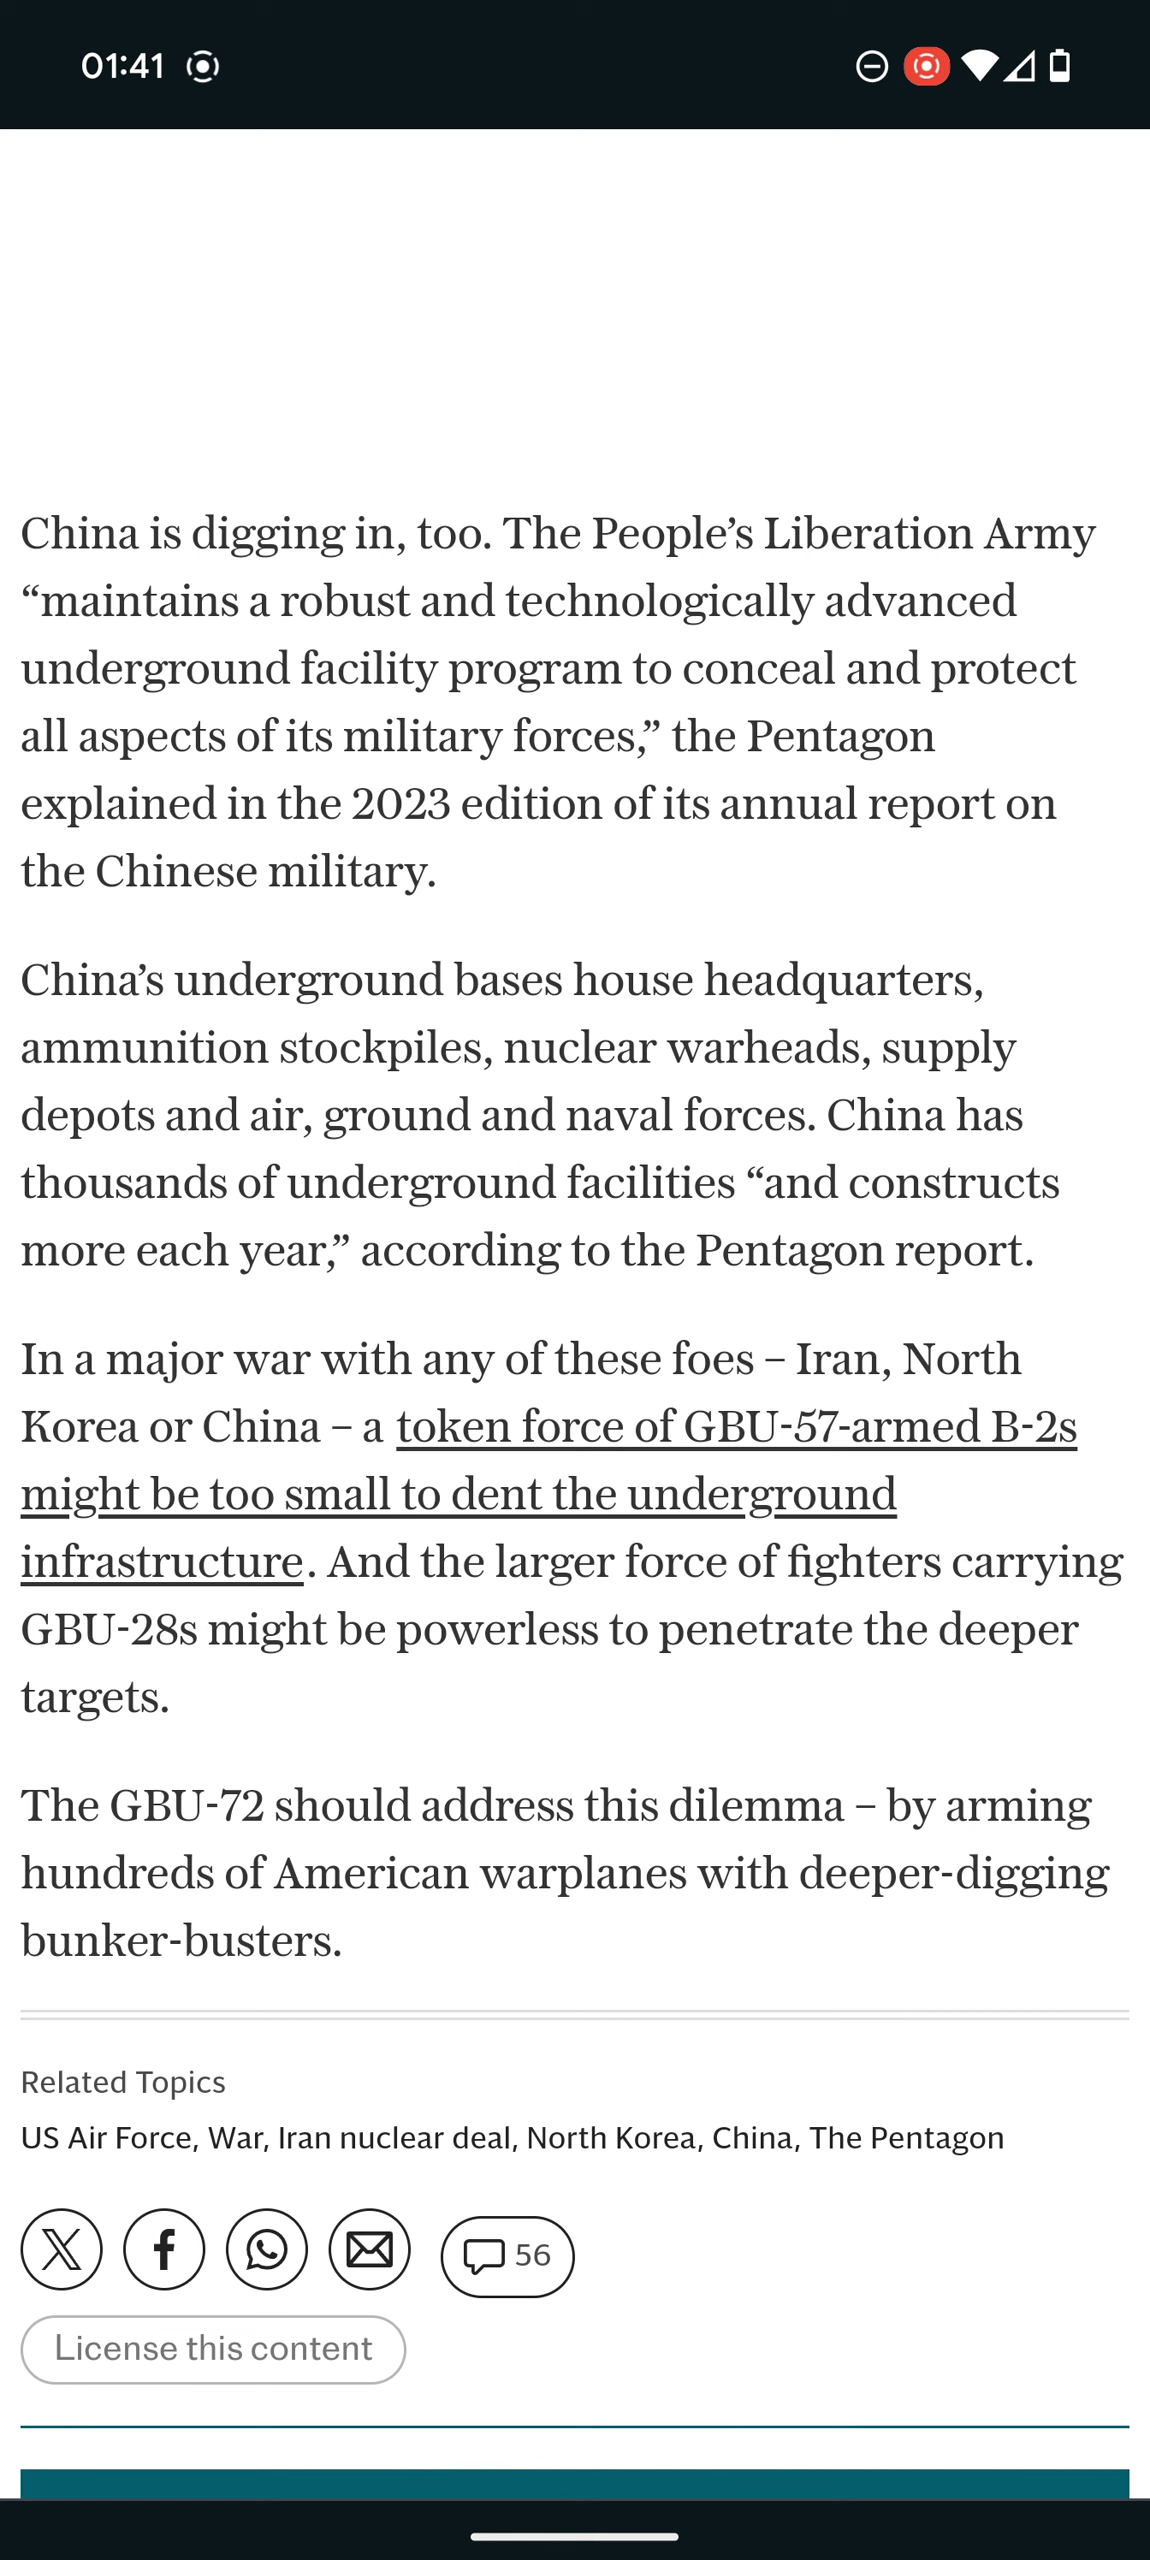 01:41
China is digging in, too. The People’s Liberation Army
“maintains a robust and technologically advanced
underground facility program to conceal and protect
all aspects of its military forces,” the Pentagon
explained in the 2023 edition of its annual report on
the Chinese military.
China’s underground bases house headquarters,
ammunition stockpiles, nuclear warheads, supply
depots and air, ground and naval forces. China has
thousands of underground facilities “and constructs
more each year,” according to the Pentagon report.
In a major war with any of these foes – Iran, North
Korea or China – a token force of GBU-57-armed B-2s
might be too small to dent the underground
infrastructure. And the larger force of fighters carrying
GBU-28s might be powerless to penetrate the deeper
targets.
The GBU-72 should address this dilemma – by arming
hundreds of American warplanes with deeper-digging
bunker-busters.
Related Topics
US Air Force, War, Iran nuclear deal, North Korea, China, The Pentagon
56
License this content